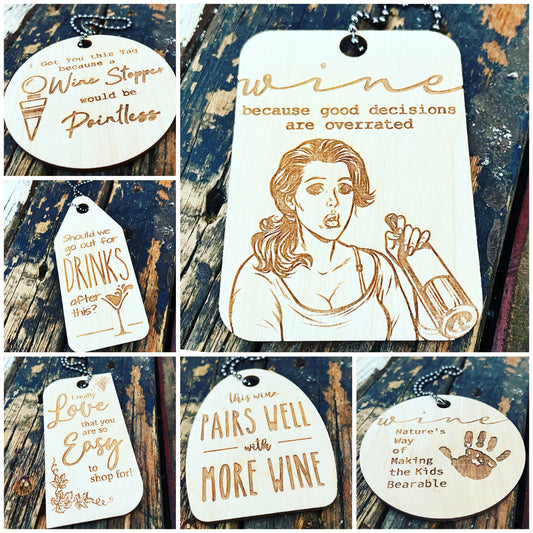 I Got You this Tag
because a
Wine Stopper
would be
Pointless
wine
because good decisions
are overrated
Should we
go out for
DRINKS
after
this?
I really
Love
that you
are so
Easy
to
shop for!
this wine
PAIRS WELL
with
MORE WINE
wine
Nature's
Way
of
Making
the Kids
Bearable